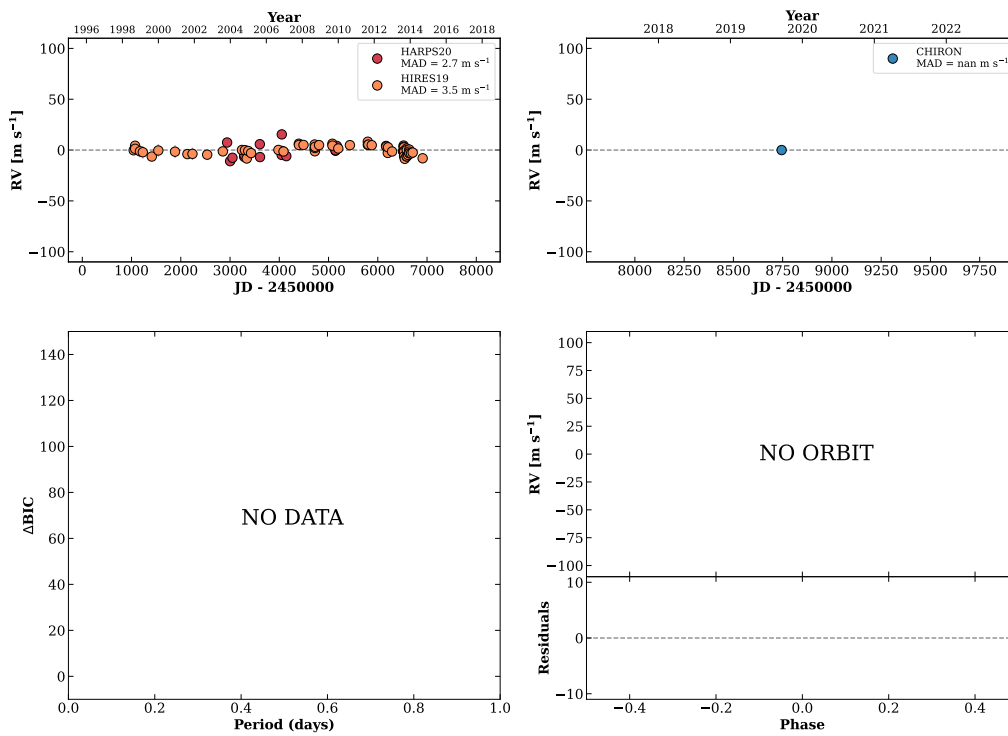 Year
1996 1998 2000 2002 2004 2006 2008 2010 2012 2014 2016 2018
100
50
0
−50
−100
RV [m s⁻¹]
HARPS20
MAD = 2.7 m s⁻¹
HIRES19
MAD = 3.5 m s⁻¹
0 1000 2000 3000 4000 5000 6000 7000 8000
JD - 2450000
Year
2018 2019 2020 2021 2022
100
50
0
−50
−100
RV [m s⁻¹]
CHIRON
MAD = nan m s⁻¹
8000 8250 8500 8750 9000 9250 9500 9750
JD - 2450000
140
120
100
80
60
40
20
0
ΔBIC
NO DATA
0.0 0.2 0.4 0.6 0.8 1.0
Period (days)
100
75
50
25
0
−25
−50
−75
−100
RV [m s⁻¹]
NO ORBIT
10
0
−10
Residuals
−0.4 −0.2 0.0 0.2 0.4
Phase